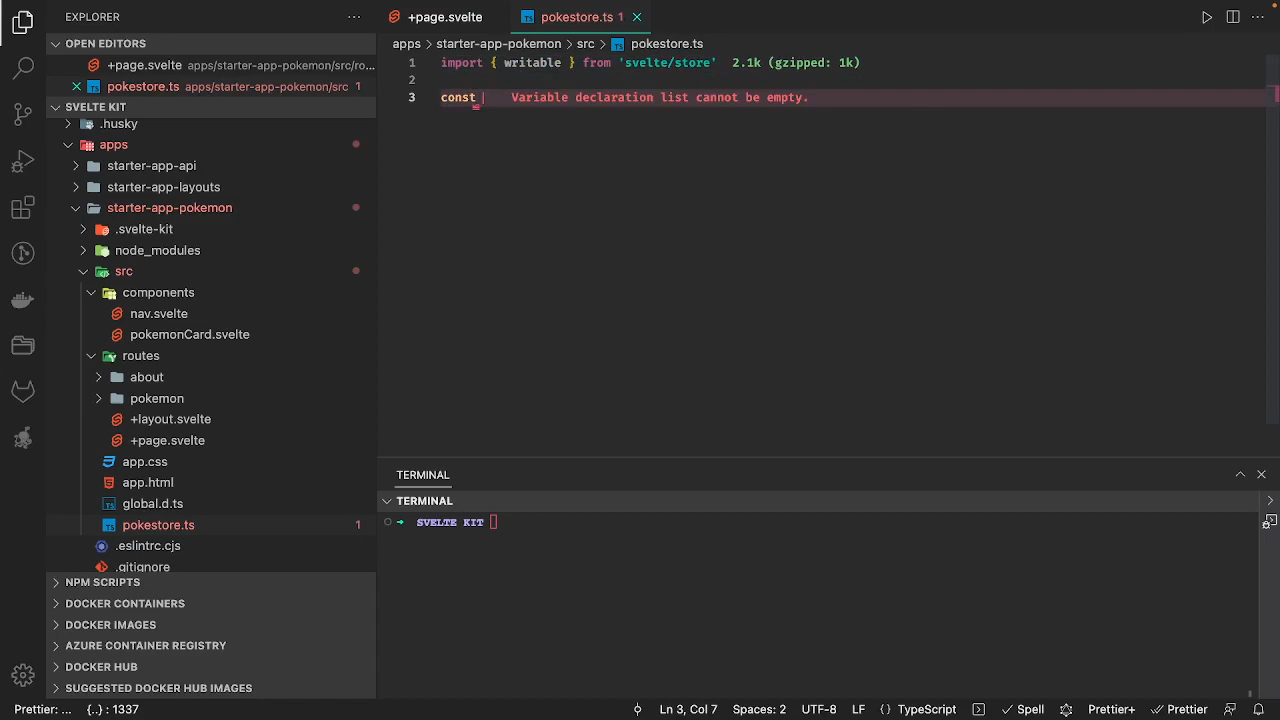 EXPLORER
OPEN EDITORS
+page.svelte apps/starter-app-pokemon/src/ro...
pokestore.ts apps/starter-app-pokemon/src 1
SVELTE KIT
.husky
apps
starter-app-api
starter-app-layouts
starter-app-pokemon
.svelte-kit
node_modules
src
components
nav.svelte
pokemonCard.svelte
routes
about
pokemon
+layout.svelte
+page.svelte
app.css
app.html
global.d.ts
pokestore.ts 1
.eslintrc.cjs
.gitignore
NPM SCRIPTS
DOCKER CONTAINERS
DOCKER IMAGES
AZURE CONTAINER REGISTRY
DOCKER HUB
SUGGESTED DOCKER HUB IMAGES
+page.svelte pokestore.ts 1
apps > starter-app-pokemon > src > pokestore.ts
1 import { writable } from 'svelte/store' 2.1k (gzipped: 1k)
2
3 const Variable declaration list cannot be empty.
TERMINAL
TERMINAL
SVELTE KIT
Prettier: ... {..} : 1337 Ln 3, Col 7 Spaces: 2 UTF-8 LF {} TypeScript Spell Prettier+ Prettier